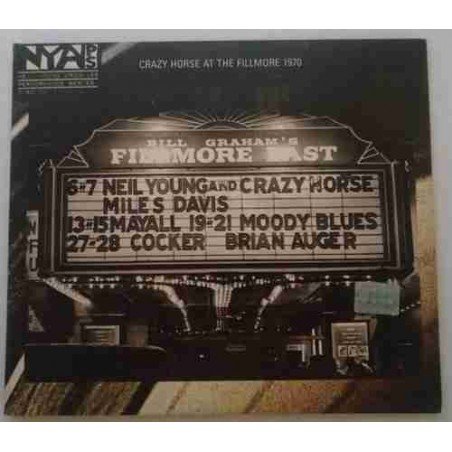 NYA PS
CRAZY HORSE AT THE FILLMORE 1970
BILL GRAHAM'S
FILLMORE EAST
6=7 NEIL YOUNG AND CRAZY HORSE
MILES DAVIS
13=15 MAYALL 19=21 MOODY BLUES
27-28 COCKER BRIAN AUGER